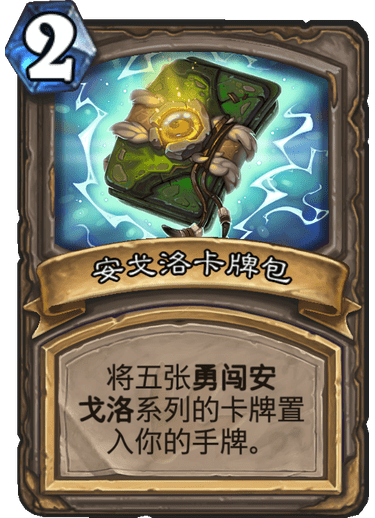 2
安戈洛卡牌包
将五张勇闯安
戈洛系列的卡牌置
入你的手牌。